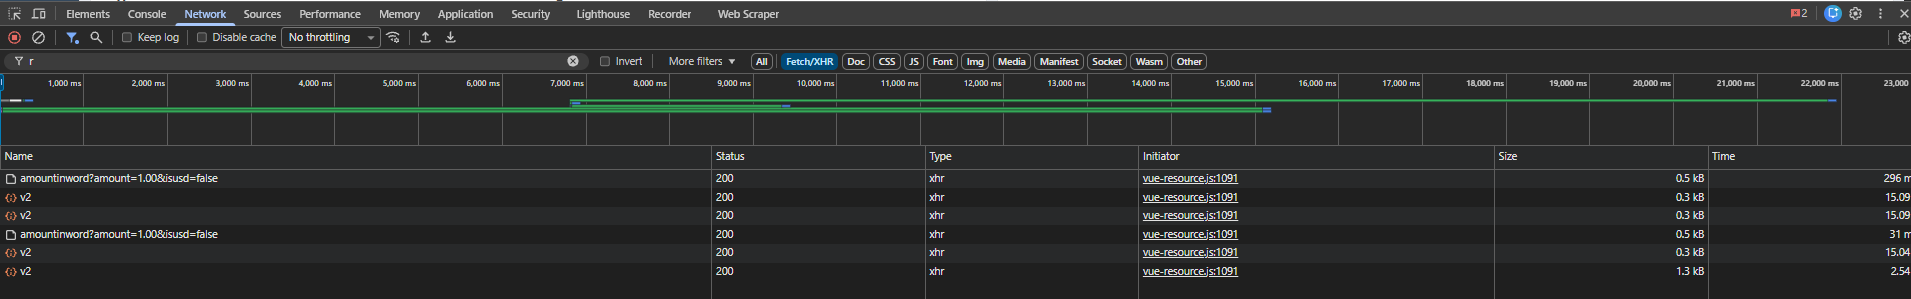 Elements Console Network Sources Performance Memory Application Security Lighthouse Recorder Web Scraper 2
Keep log Disable cache No throttling
r Invert More filters All Fetch/XHR Doc CSS JS Font Img Media Manifest Socket Wasm Other
1,000 ms 2,000 ms 3,000 ms 4,000 ms 5,000 ms 6,000 ms 7,000 ms 8,000 ms 9,000 ms 10,000 ms 11,000 ms 12,000 ms 13,000 ms 14,000 ms 15,000 ms 16,000 ms 17,000 ms 18,000 ms 19,000 ms 20,000 ms 21,000 ms 22,000 ms 23,000
Name Status Type Initiator Size Time
amountinword?amount=1.00&isusd=false 200 xhr vue-resource.js:1091 0.5 kB 296 m
v2 200 xhr vue-resource.js:1091 0.3 kB 15.09
v2 200 xhr vue-resource.js:1091 0.3 kB 15.09
amountinword?amount=1.00&isusd=false 200 xhr vue-resource.js:1091 0.5 kB 31 m
v2 200 xhr vue-resource.js:1091 0.3 kB 15.04
v2 200 xhr vue-resource.js:1091 1.3 kB 2.54